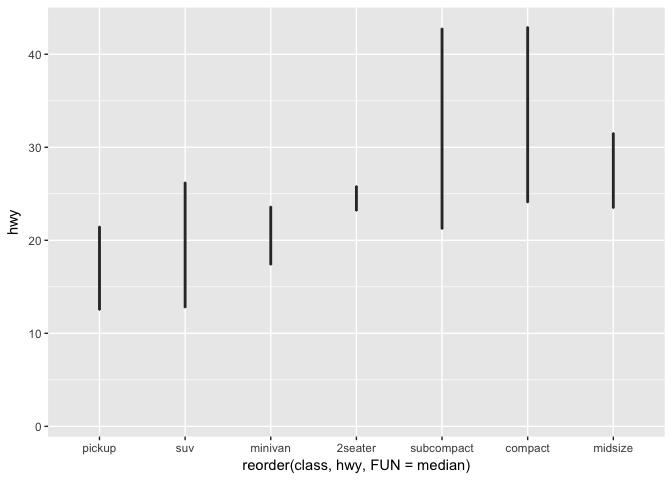 40
30
20
10
0
hwy
pickup suv minivan 2seater subcompact compact midsize
reorder(class, hwy, FUN = median)